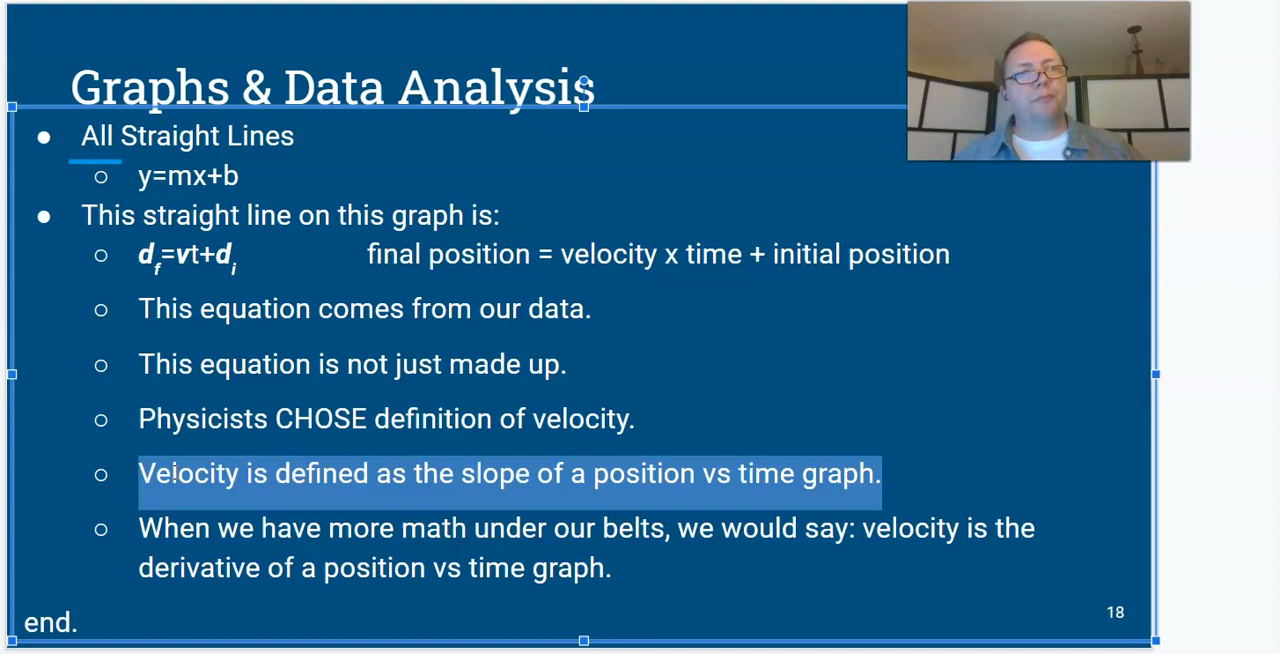 Graphs & Data Analysis
● All Straight Lines
○ y=mx+b
● This straight line on this graph is:
○ d_f=vt+d_i final position = velocity x time + initial position
○ This equation comes from our data.
○ This equation is not just made up.
○ Physicists CHOSE definition of velocity.
○ Velocity is defined as the slope of a position vs time graph.
○ When we have more math under our belts, we would say: velocity is the
derivative of a position vs time graph.
18
end.